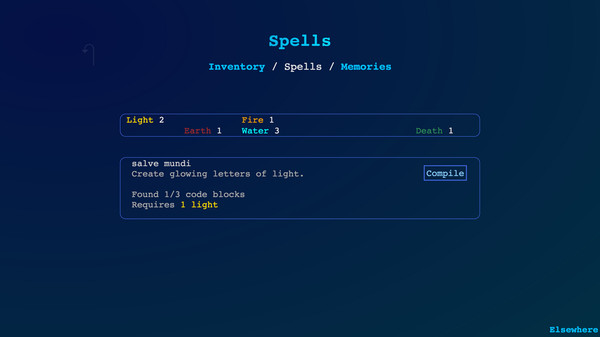 Spells
Inventory / Spells / Memories
Light 2 Fire 1
Earth 1 Water 3 Death 1
salve mundi
Create glowing letters of light.
Compile
Found 1/3 code blocks
Requires 1 light
Elsewhere